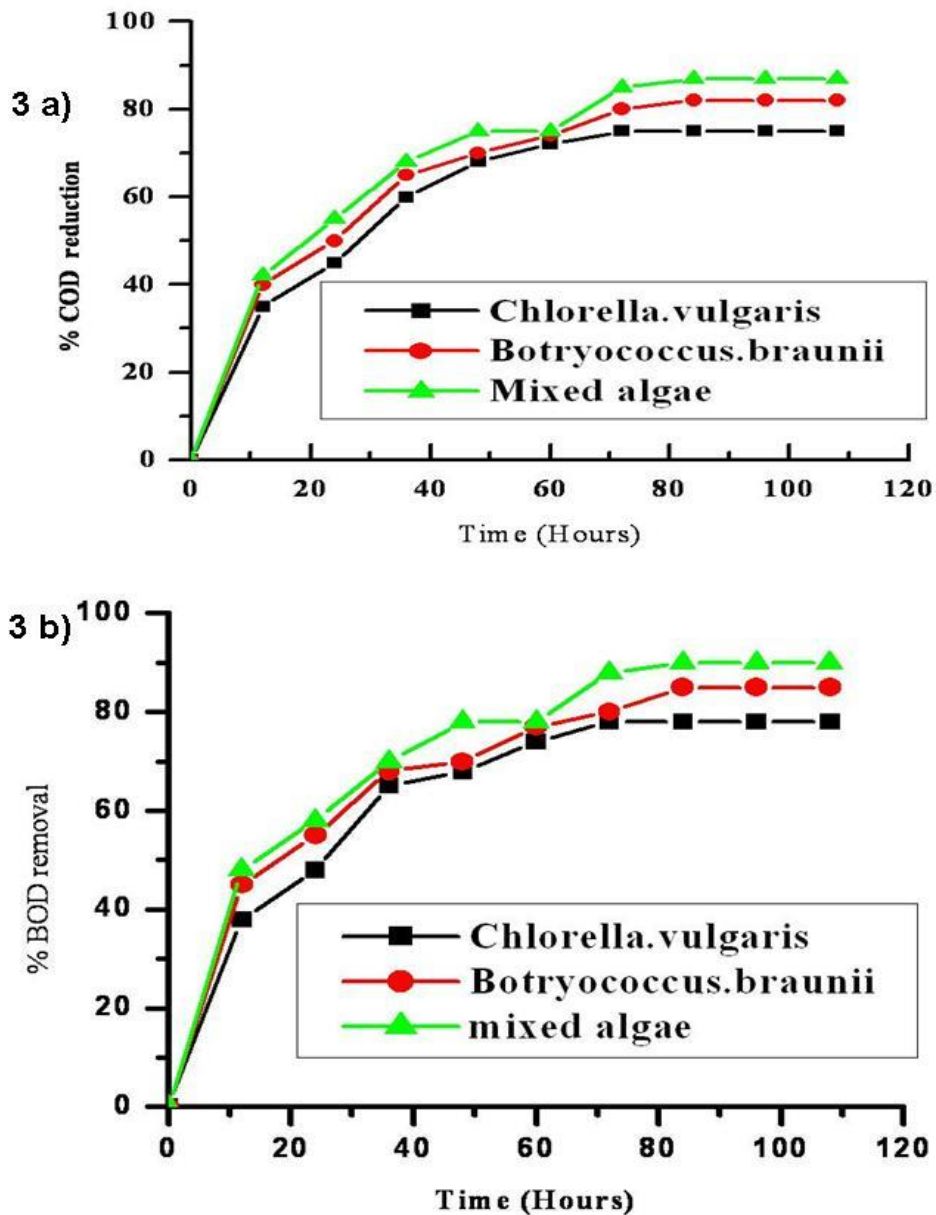 3 a)
100
80
60
40
20
0
% COD reduction
Chlorella.vulgaris
Botryococcus.braunii
Mixed algae
0 20 40 60 80 100 120
Time (Hours)
3 b)
100
80
60
40
20
0
% BOD removal
Chlorella.vulgaris
Botryococcus.braunii
mixed algae
0 20 40 60 80 100 120
Time (Hours)